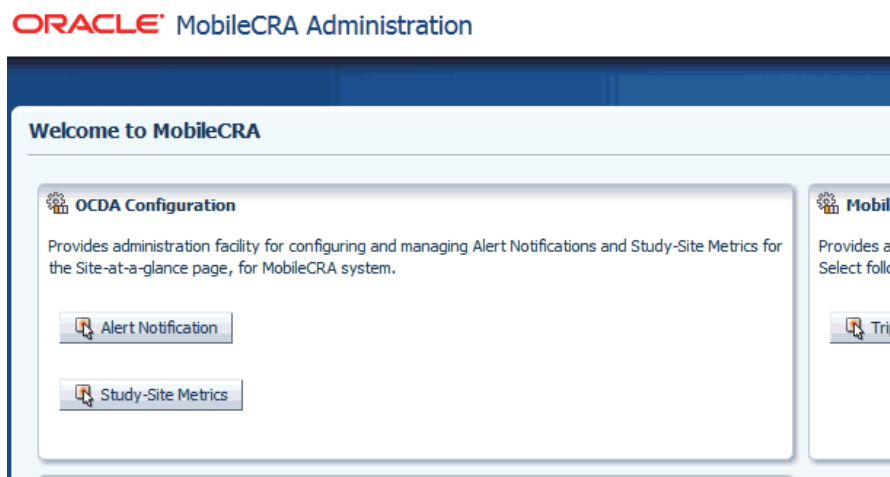 ORACLE MobileCRA Administration
Welcome to MobileCRA
OCDA Configuration
Provides administration facility for configuring and managing Alert Notifications and Study-Site Metrics for
the Site-at-a-glance page, for MobileCRA system.
Alert Notification
Study-Site Metrics
Mobil
Provides a
Select follo
Tri